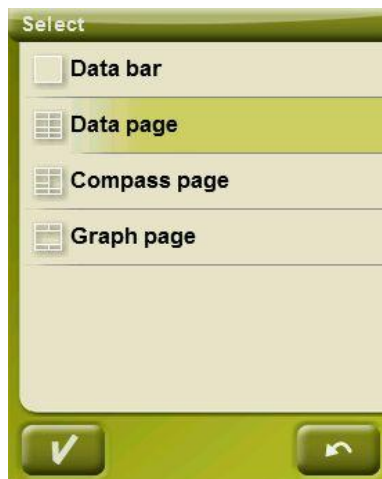 Select
Data bar
Data page
Compass page
Graph page